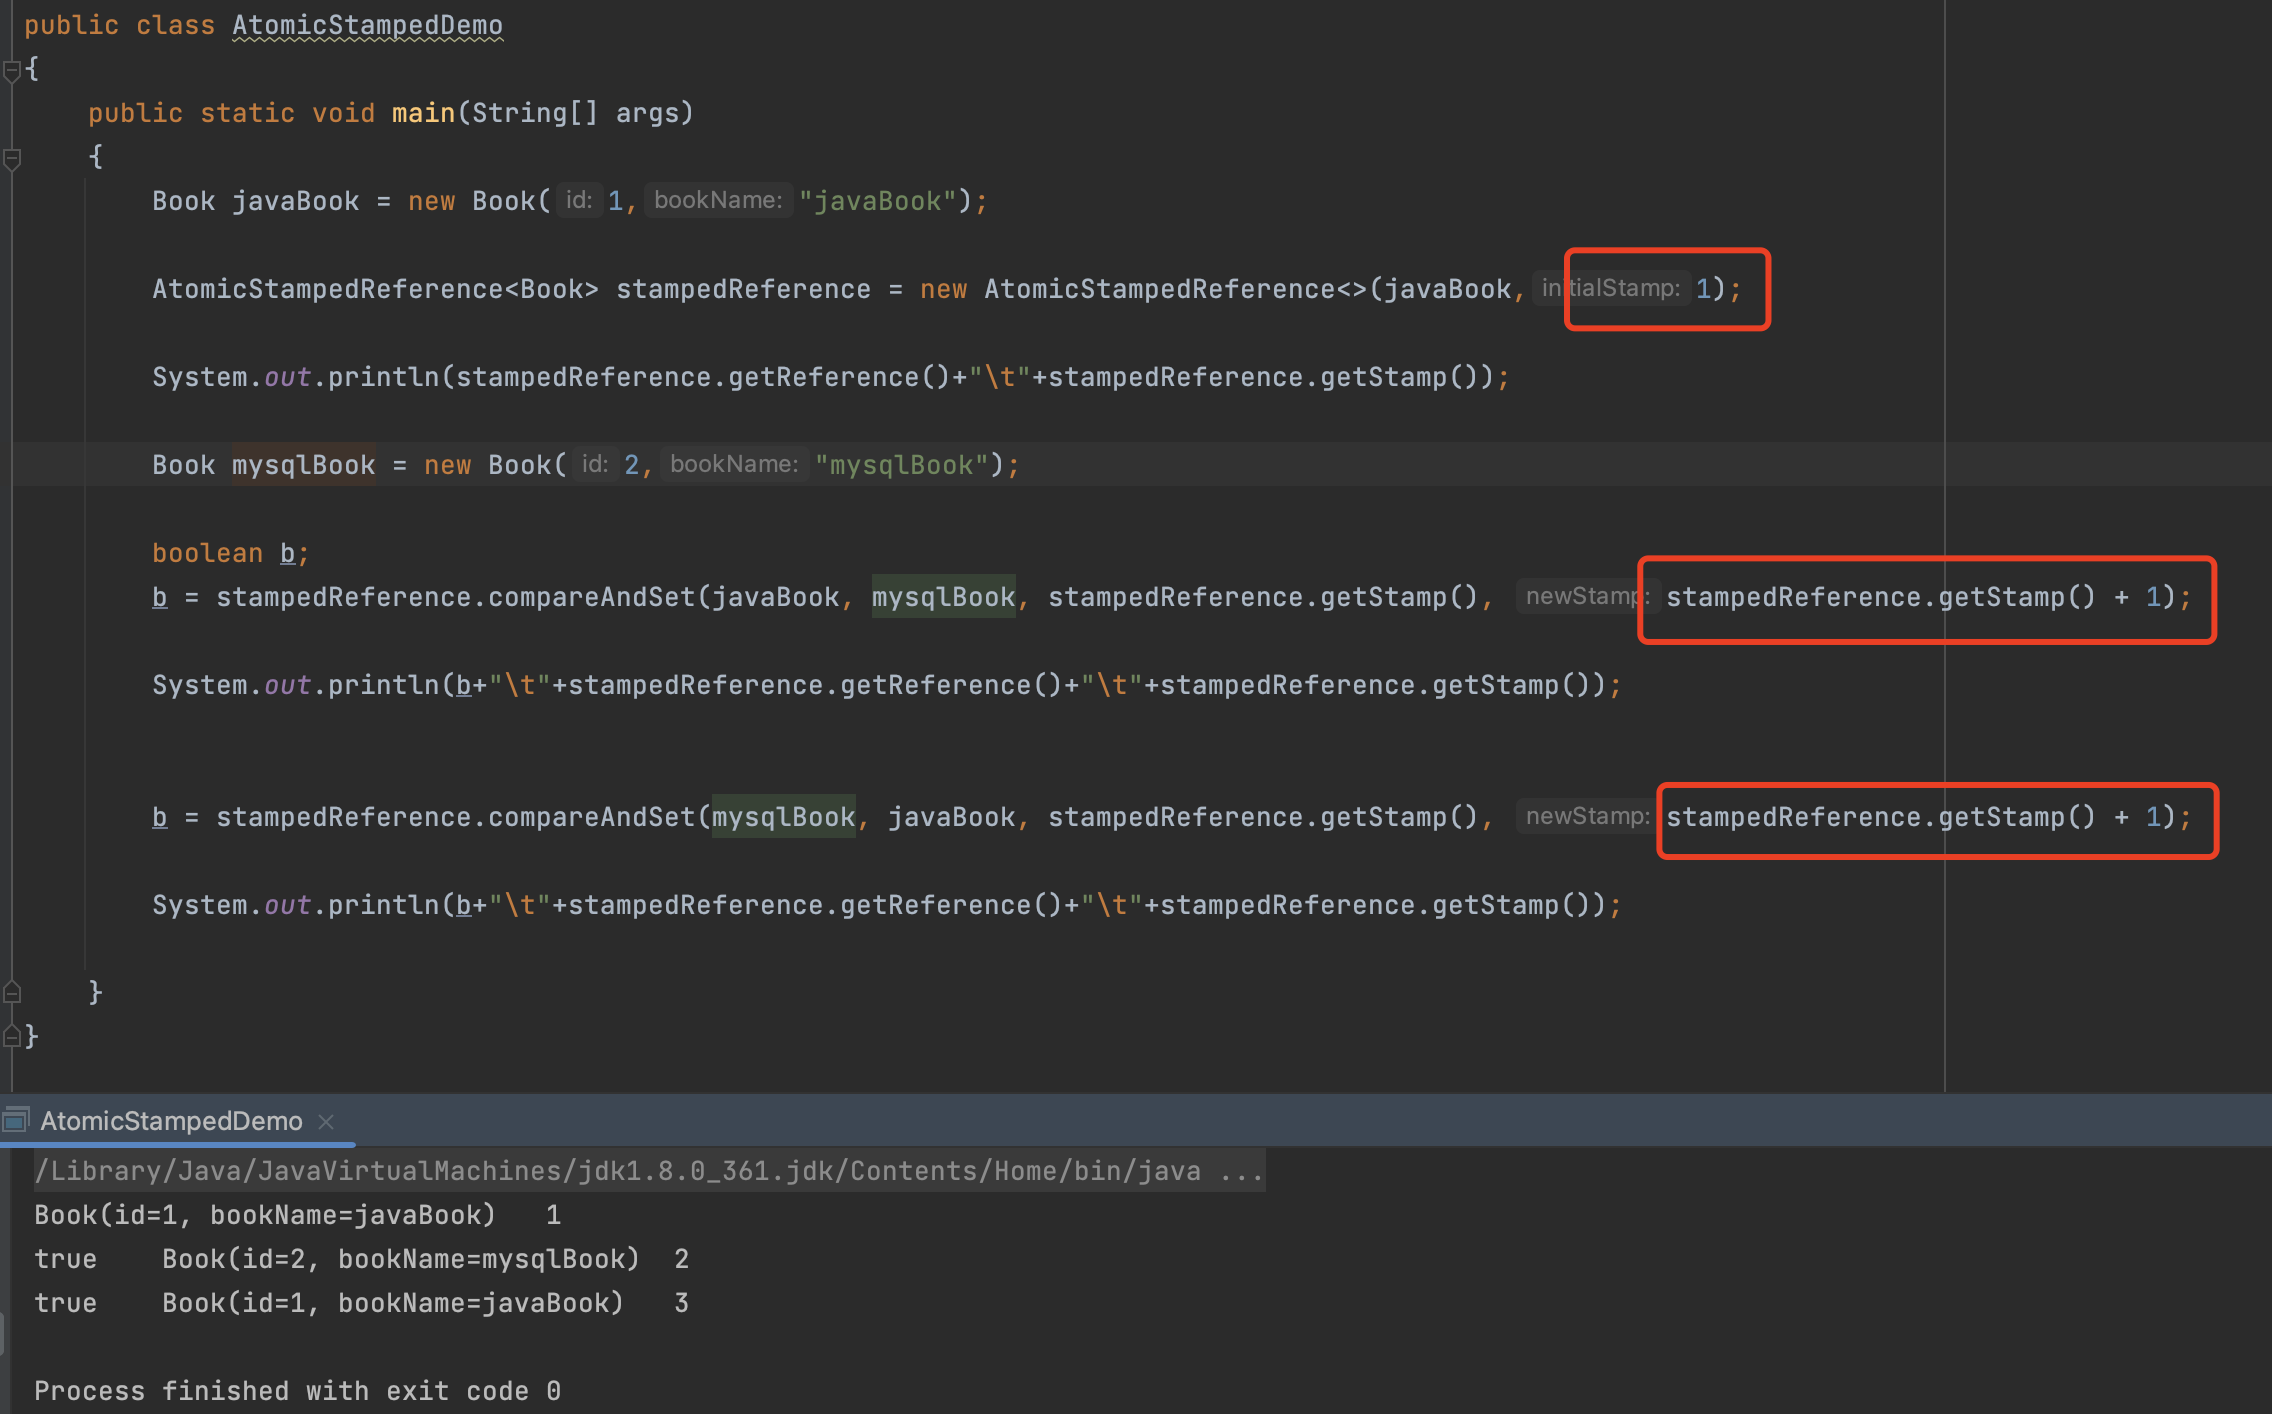 public class AtomicStampedDemo
{
public static void main(String[] args)
{
Book javaBook = new Book( id: 1, bookName: "javaBook");
AtomicStampedReference<Book> stampedReference = new AtomicStampedReference<>(javaBook, initialStamp: 1);
System.out.println(stampedReference.getReference()+"\t"+stampedReference.getStamp());
Book mysqlBook = new Book( id: 2, bookName: "mysqlBook");
boolean b;
b = stampedReference.compareAndSet(javaBook, mysqlBook, stampedReference.getStamp(), newStamp: stampedReference.getStamp() + 1);
System.out.println(b+"\t"+stampedReference.getReference()+"\t"+stampedReference.getStamp());
b = stampedReference.compareAndSet(mysqlBook, javaBook, stampedReference.getStamp(), newStamp: stampedReference.getStamp() + 1);
System.out.println(b+"\t"+stampedReference.getReference()+"\t"+stampedReference.getStamp());
}
}
AtomicStampedDemo
/Library/Java/JavaVirtualMachines/jdk1.8.0_361.jdk/Contents/Home/bin/java ...
Book(id=1, bookName=javaBook) 1
true Book(id=2, bookName=mysqlBook) 2
true Book(id=1, bookName=javaBook) 3
Process finished with exit code 0